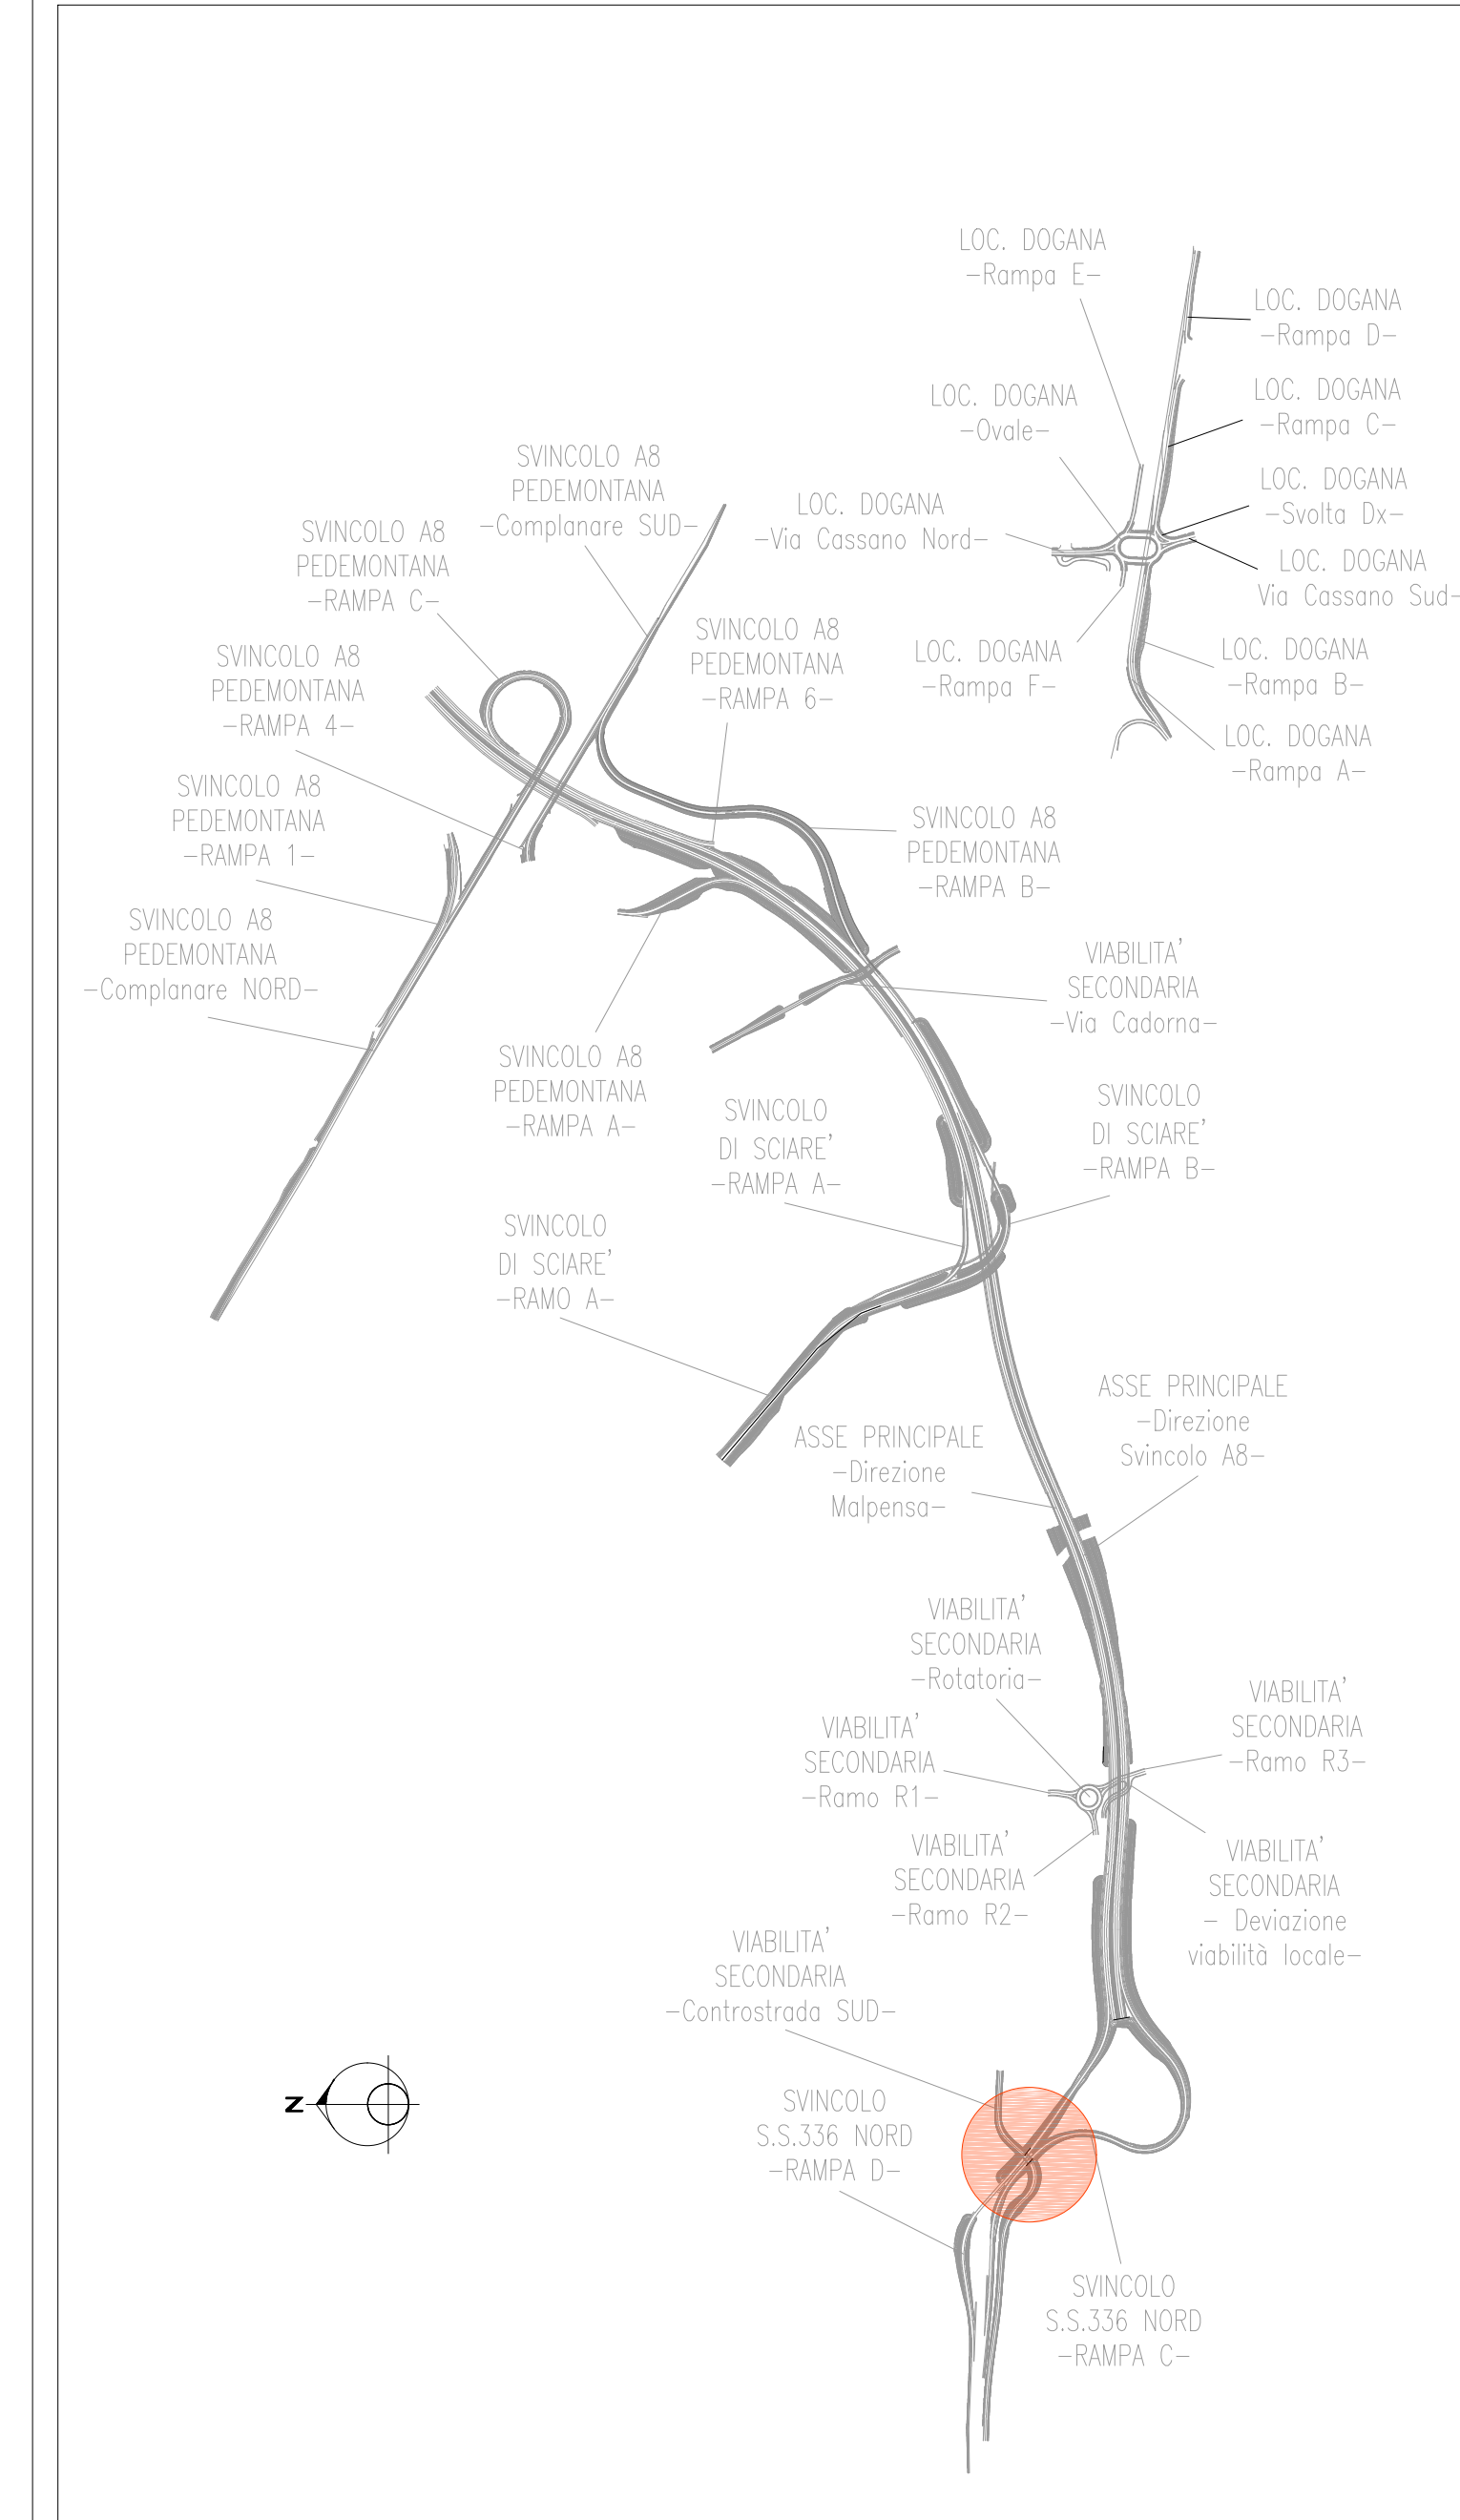 LOC. DOGANA
-Rampa E-
LOC. DOGANA
-Rampa D-
LOC. DOGANA
-Ovale-
LOC. DOGANA
-Rampa C-
SVINCOLO A8
PEDEMONTANA
-Complanare SUD-
LOC. DOGANA
-Svolta Dx-
LOC. DOGANA
-Via Cassano Nord-
SVINCOLO A8
PEDEMONTANA
-RAMPA C-
LOC. DOGANA
Via Cassano Sud-
SVINCOLO A8
PEDEMONTANA
-RAMPA 6-
LOC. DOGANA
-Rampa F-
LOC. DOGANA
-Rampa B-
SVINCOLO A8
PEDEMONTANA
-RAMPA 4-
LOC. DOGANA
-Rampa A-
SVINCOLO A8
PEDEMONTANA
-RAMPA 1-
SVINCOLO A8
PEDEMONTANA
-RAMPA B-
SVINCOLO A8
PEDEMONTANA
-Complanare NORD-
VIABILITA'
SECONDARIA
-Via Cadorna-
SVINCOLO A8
PEDEMONTANA
-RAMPA A-
SVINCOLO
DI SCIARE'
-RAMPA A-
SVINCOLO
DI SCIARE'
-RAMPA B-
SVINCOLO
DI SCIARE'
-RAMO A-
ASSE PRINCIPALE
-Direzione
Svincolo A8-
ASSE PRINCIPALE
-Direzione
Malpensa-
VIABILITA'
SECONDARIA
-Rotatoria-
VIABILITA'
SECONDARIA
-Ramo R3-
VIABILITA'
SECONDARIA
-Ramo R1-
VIABILITA'
SECONDARIA
-Ramo R2-
VIABILITA'
SECONDARIA
- Deviazione
viabilità locale-
VIABILITA'
SECONDARIA
-Controstrada SUD-
N
SVINCOLO
S.S.336 NORD
-RAMPA D-
SVINCOLO
S.S.336 NORD
-RAMPA C-